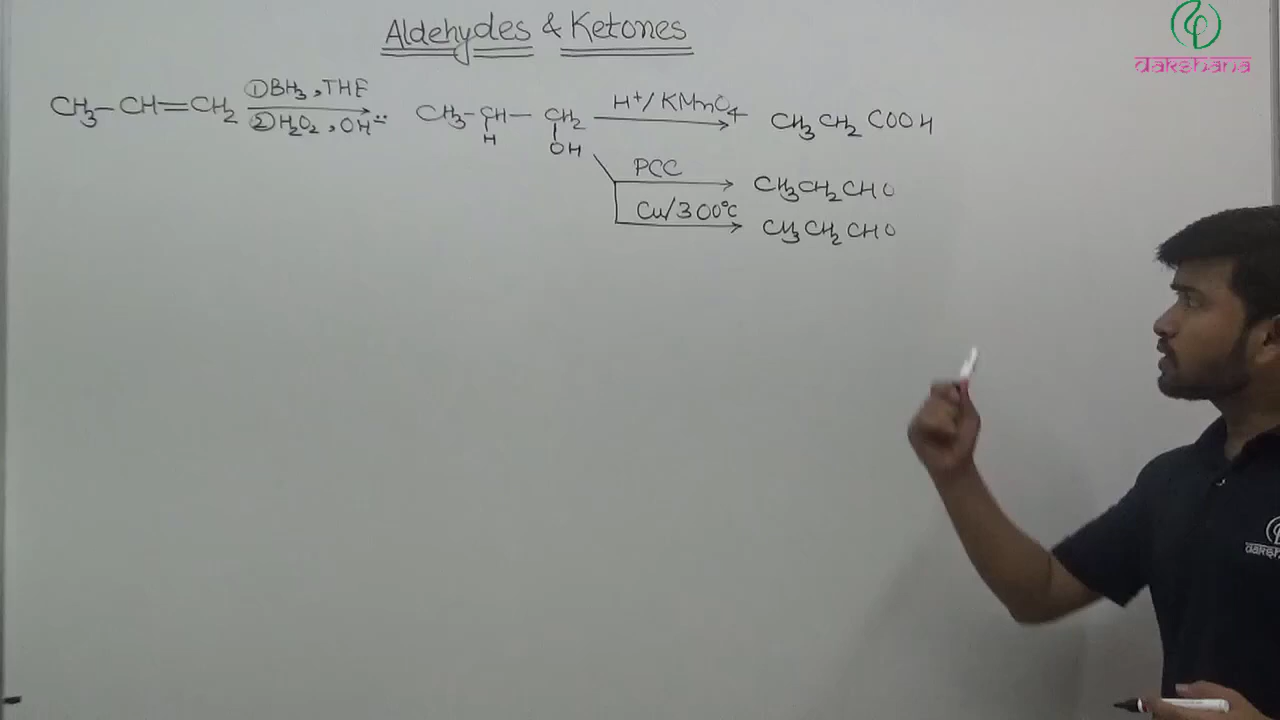 Aldehydes & Ketones
dakshana
CH3-CH=CH2 ①BH3,THF ②H2O2,OH⊖ CH3-CH-CH2 H+/KMnO4 CH3CH2COOH
H OH
PCC CH3CH2CHO
Cu/300°C CH3CH2CHO